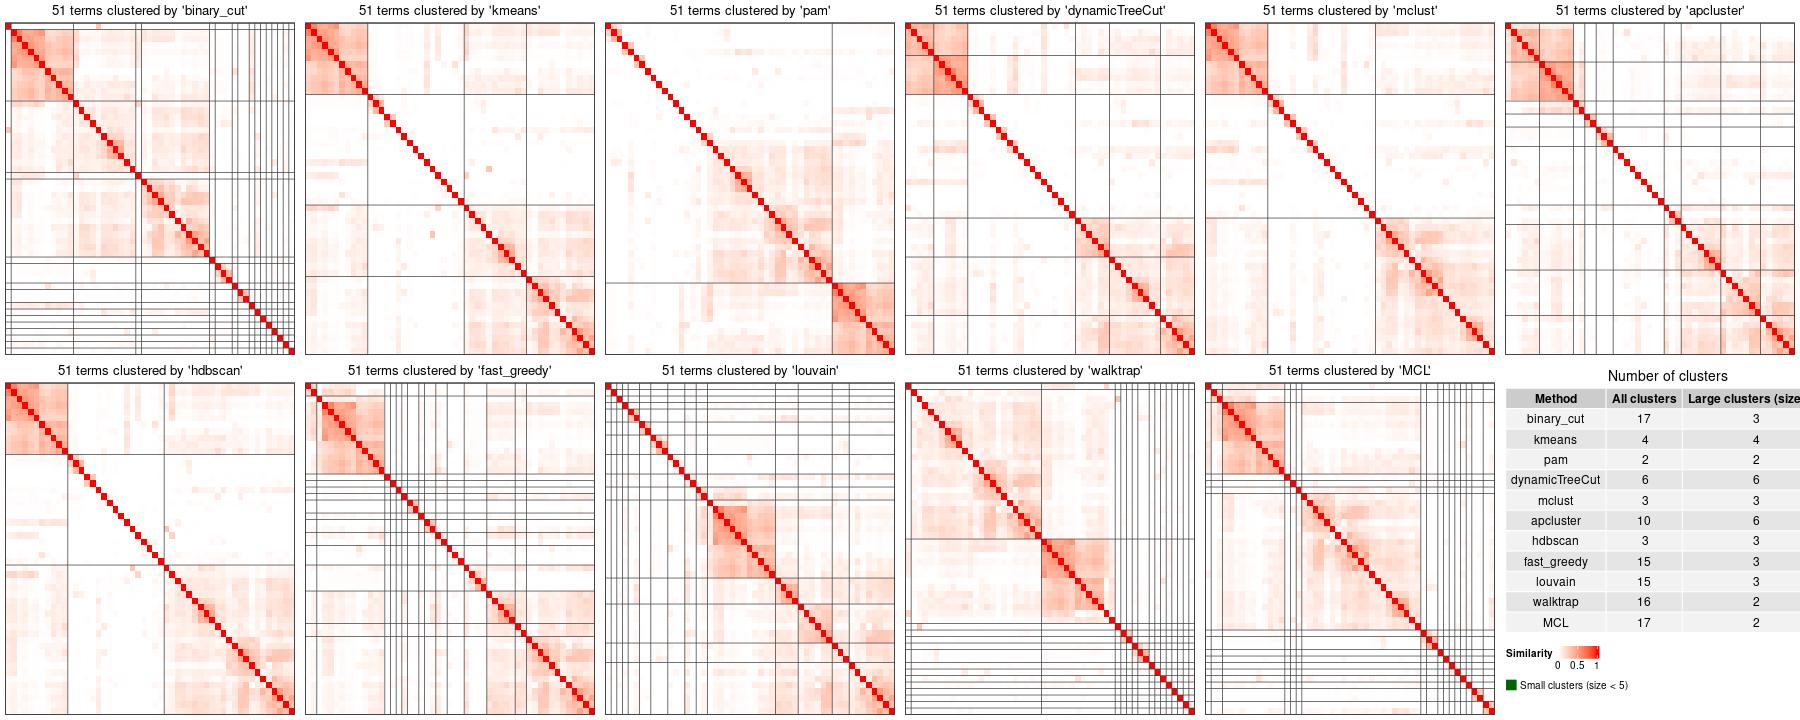 51 terms clustered by 'binary_cut'
51 terms clustered by 'kmeans'
51 terms clustered by 'pam'
51 terms clustered by 'dynamicTreeCut'
51 terms clustered by 'mclust'
51 terms clustered by 'apcluster'
51 terms clustered by 'hdbscan'
51 terms clustered by 'fast_greedy'
51 terms clustered by 'louvain'
51 terms clustered by 'walktrap'
51 terms clustered by 'MCL'
Number of clusters
Method All clusters Large clusters (size
binary_cut 17 3
kmeans 4 4
pam 2 2
dynamicTreeCut 6 6
mclust 3 3
apcluster 10 6
hdbscan 3 3
fast_greedy 15 3
louvain 15 3
walktrap 16 2
MCL 17 2
Similarity
0 0.5 1
Small clusters (size < 5)